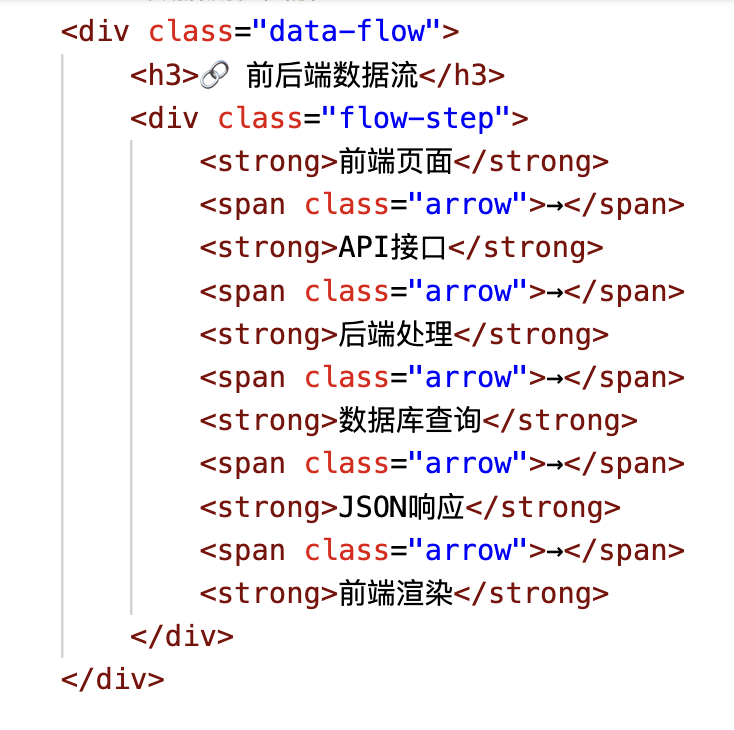 <div class="data-flow">
<h3>🔗 前后端数据流</h3>
<div class="flow-step">
<strong>前端页面</strong>
<span class="arrow">→</span>
<strong>API接口</strong>
<span class="arrow">→</span>
<strong>后端处理</strong>
<span class="arrow">→</span>
<strong>数据库查询</strong>
<span class="arrow">→</span>
<strong>JSON响应</strong>
<span class="arrow">→</span>
<strong>前端渲染</strong>
</div>
</div>